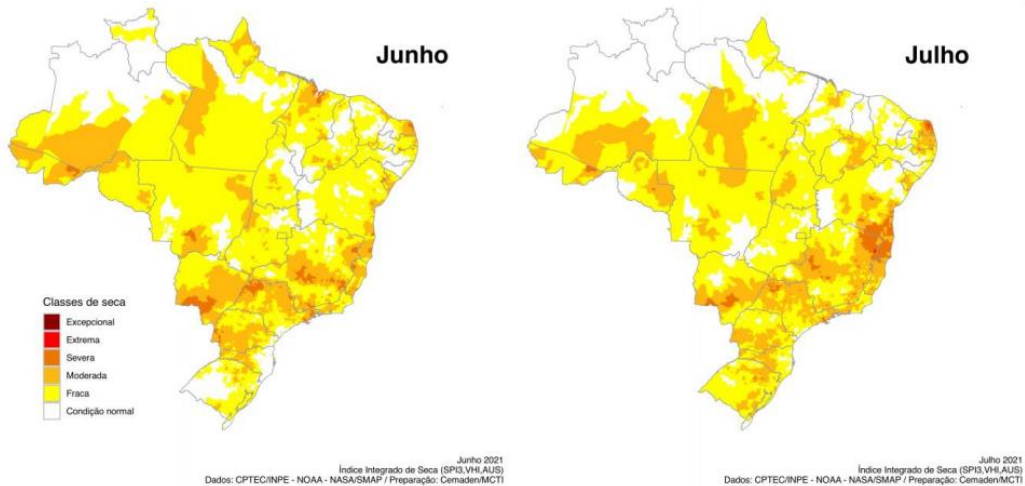 Junho
Classes de seca
Excepcional
Extrema
Severa
Moderada
Fraca
Condição normal
Junho 2021
Índice Integrado de Seca (SPI3,VHI,AUS)
Dados: CPTEC/INPE - NOAA - NASA/SMAP / Preparação: Cemaden/MCTI
Julho
Julho 2021
Índice Integrado de Seca (SPI3,VHI,AUS)
Dados: CPTEC/INPE - NOAA - NASA/SMAP / Preparação: Cemaden/MCTI